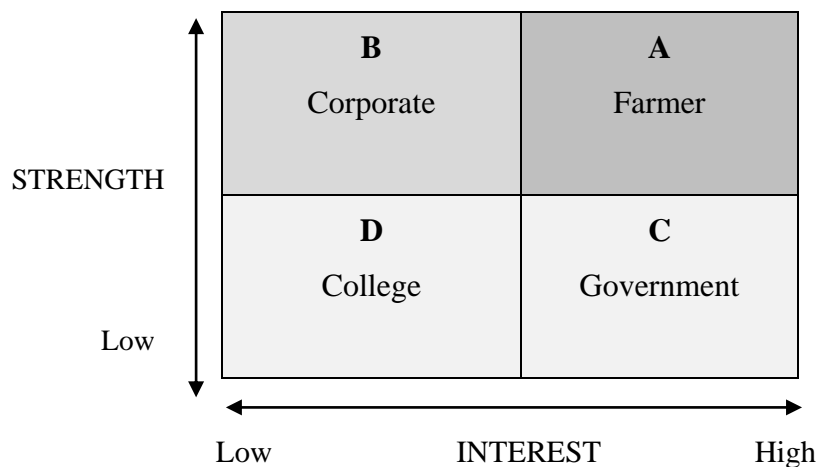 B
A
Corporate
Farmer
STRENGTH
D
C
College
Government
Low
Low INTEREST High